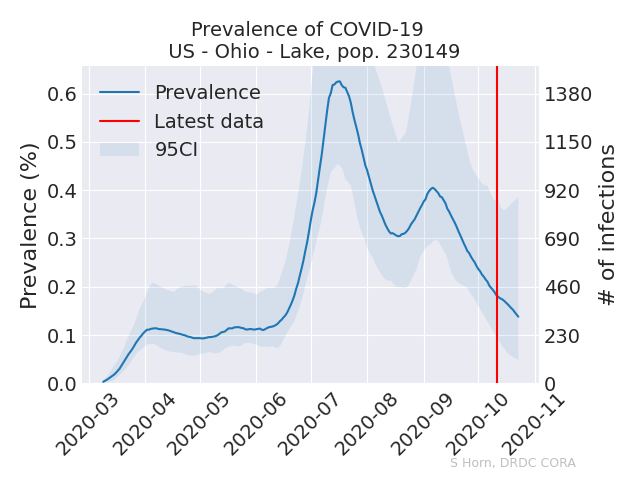 Prevalence of COVID-19
US - Ohio - Lake, pop. 230149
Prevalence
Latest data
95CI
Prevalence (%)
0.6
0.5
0.4
0.3
0.2
0.1
0.0
1380
1150
920
690
460
230
0
# of infections
2020-03
2020-04
2020-05
2020-06
2020-07
2020-08
2020-09
2020-10
2020-11
S Horn, DRDC CORA